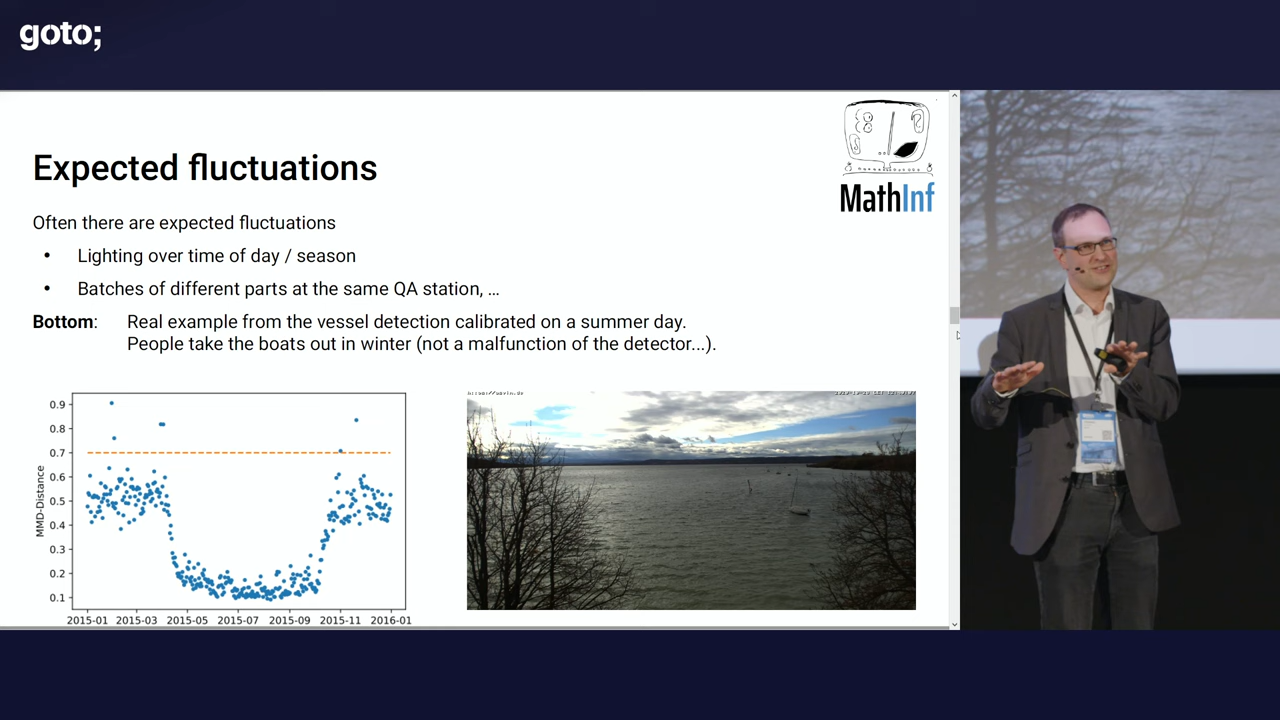 goto;
MathInf
Expected fluctuations
Often there are expected fluctuations
• Lighting over time of day / season
• Batches of different parts at the same QA station, ...
Bottom: Real example from the vessel detection calibrated on a summer day.
People take the boats out in winter (not a malfunction of the detector...).
MMD-Distance
0.9
0.8
0.7
0.6
0.5
0.4
0.3
0.2
0.1
2015-01 2015-03 2015-05 2015-07 2015-09 2015-11 2016-01